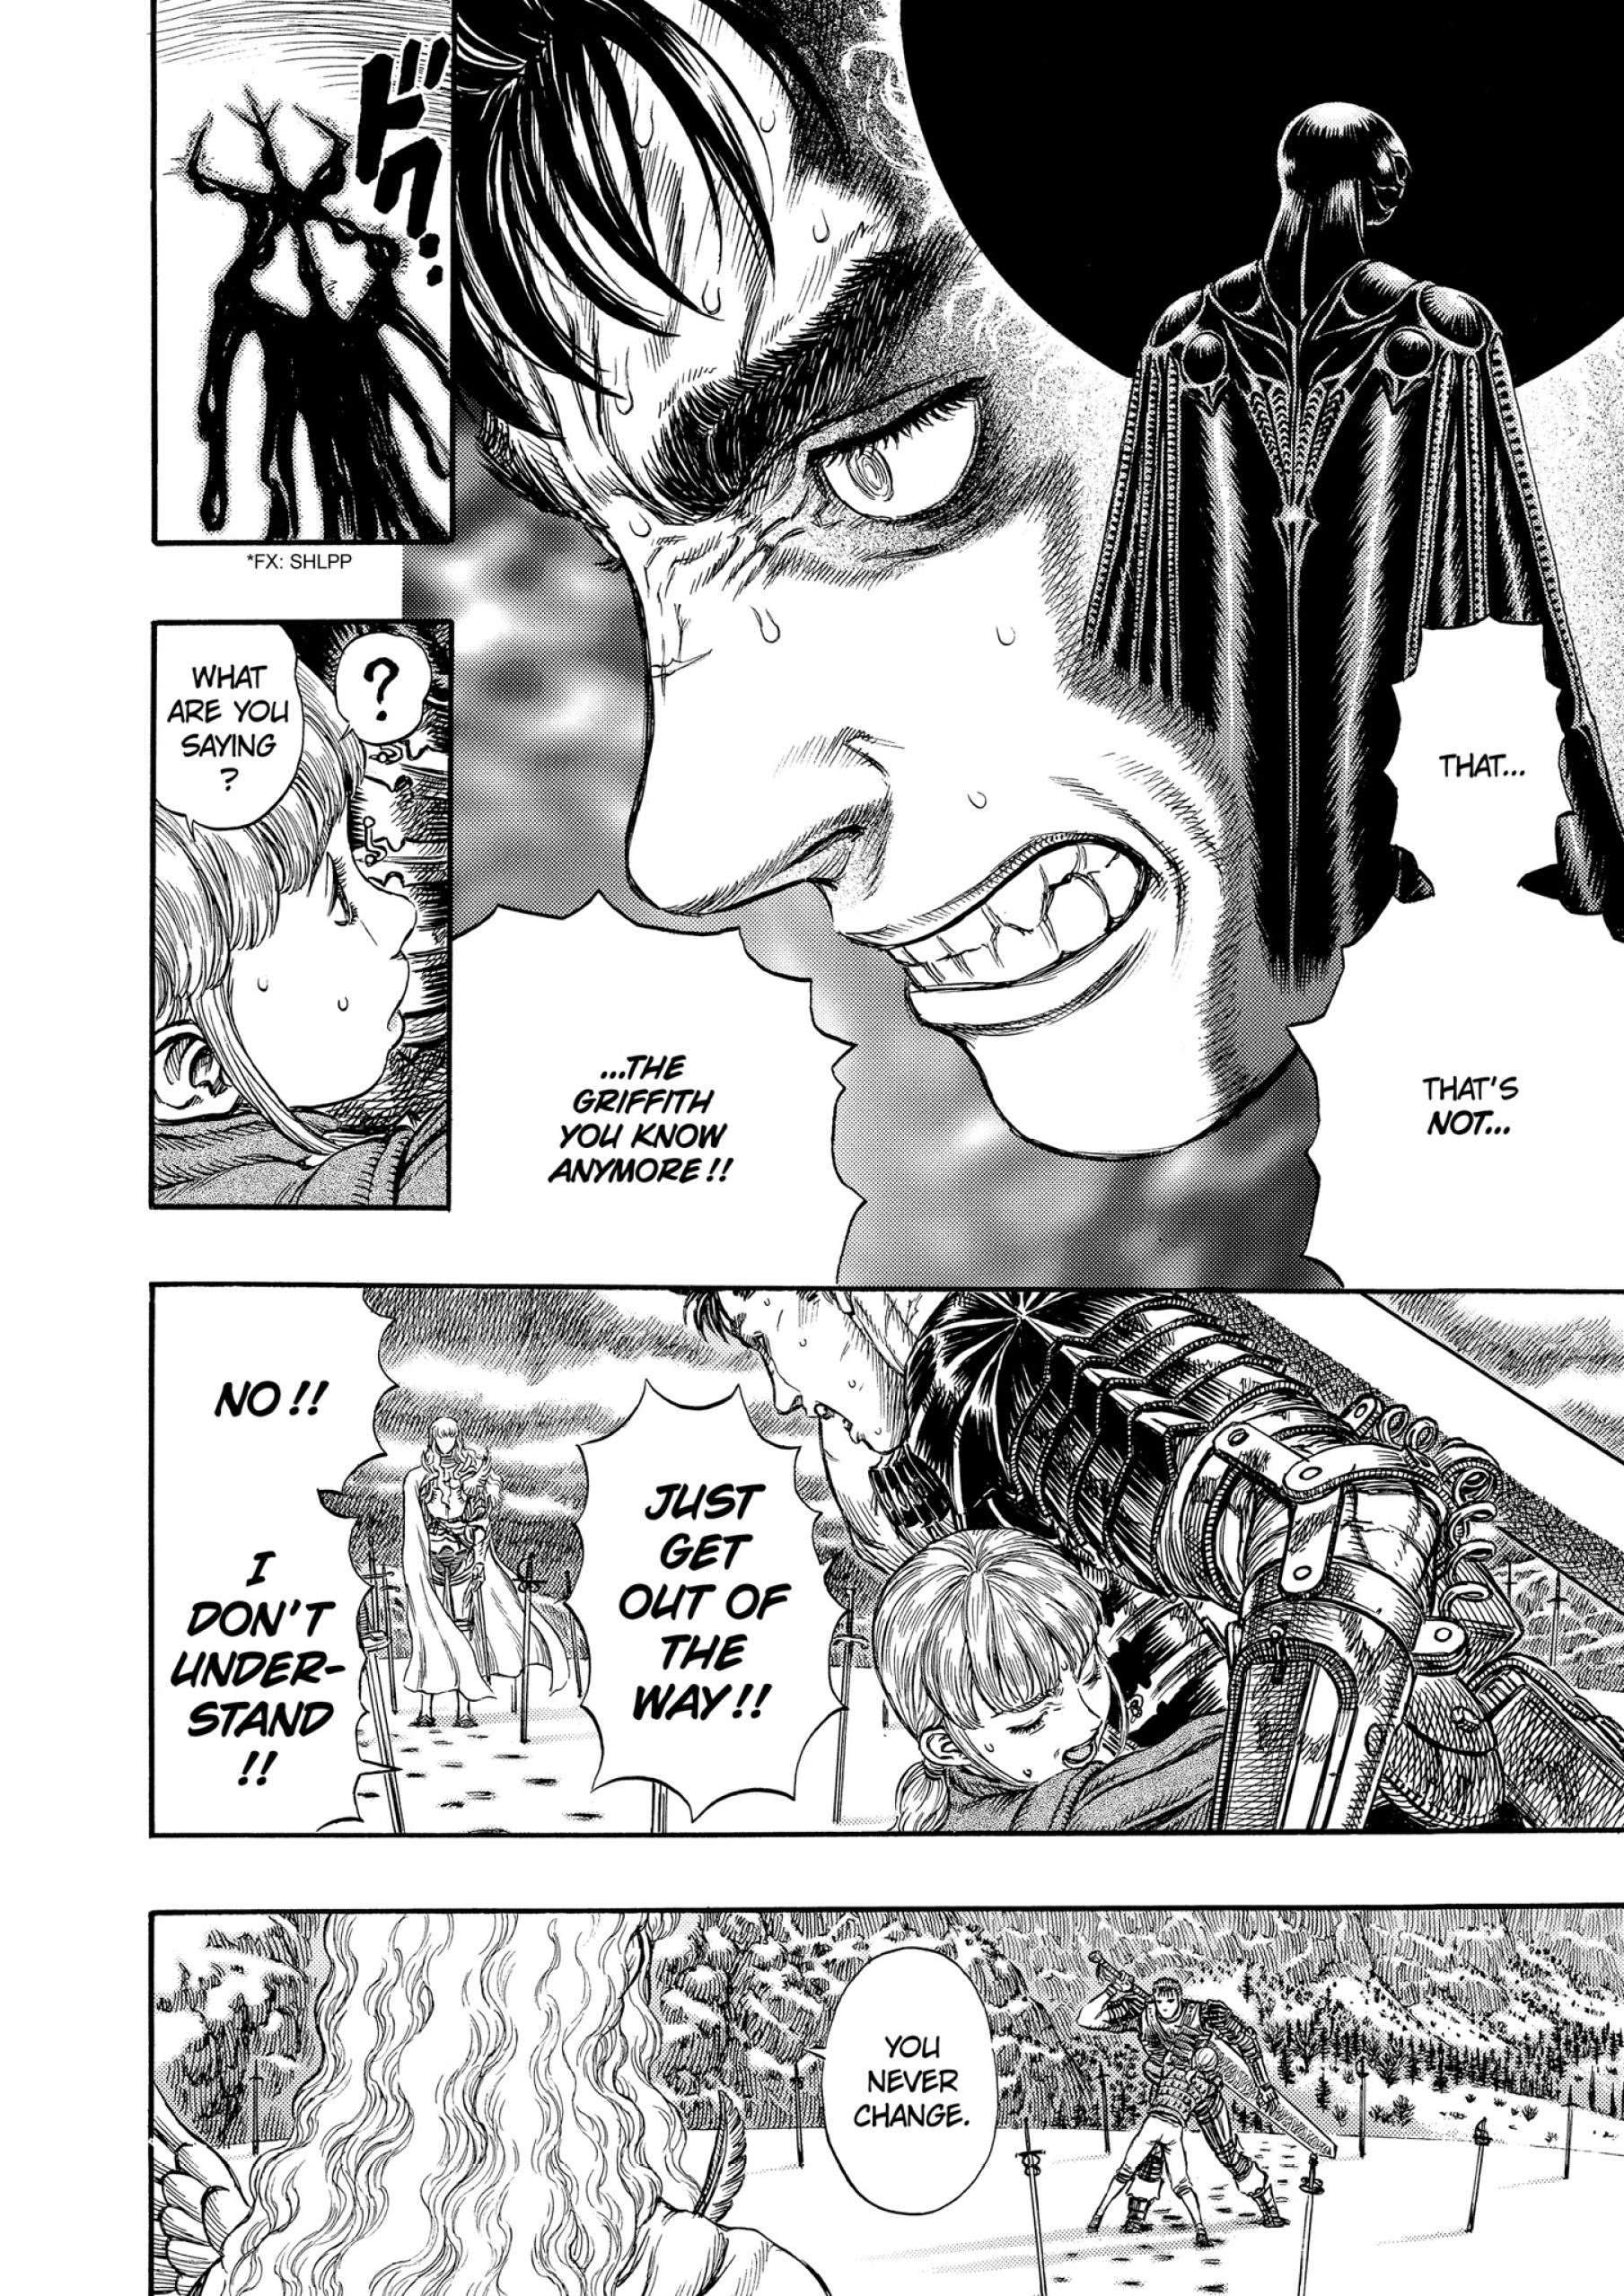 THAT...
THAT'S
NOT...
...THE
GRIFFITH
YOU KNOW
ANYMORE!!
ドクッ
*FX: SHLPP
?
WHAT
ARE YOU
SAYING
?
JUST
GET
OUT OF
THE
WAY!!
NO!!
I
DON'T
UNDER-
STAND
!!
YOU
NEVER
CHANGE.